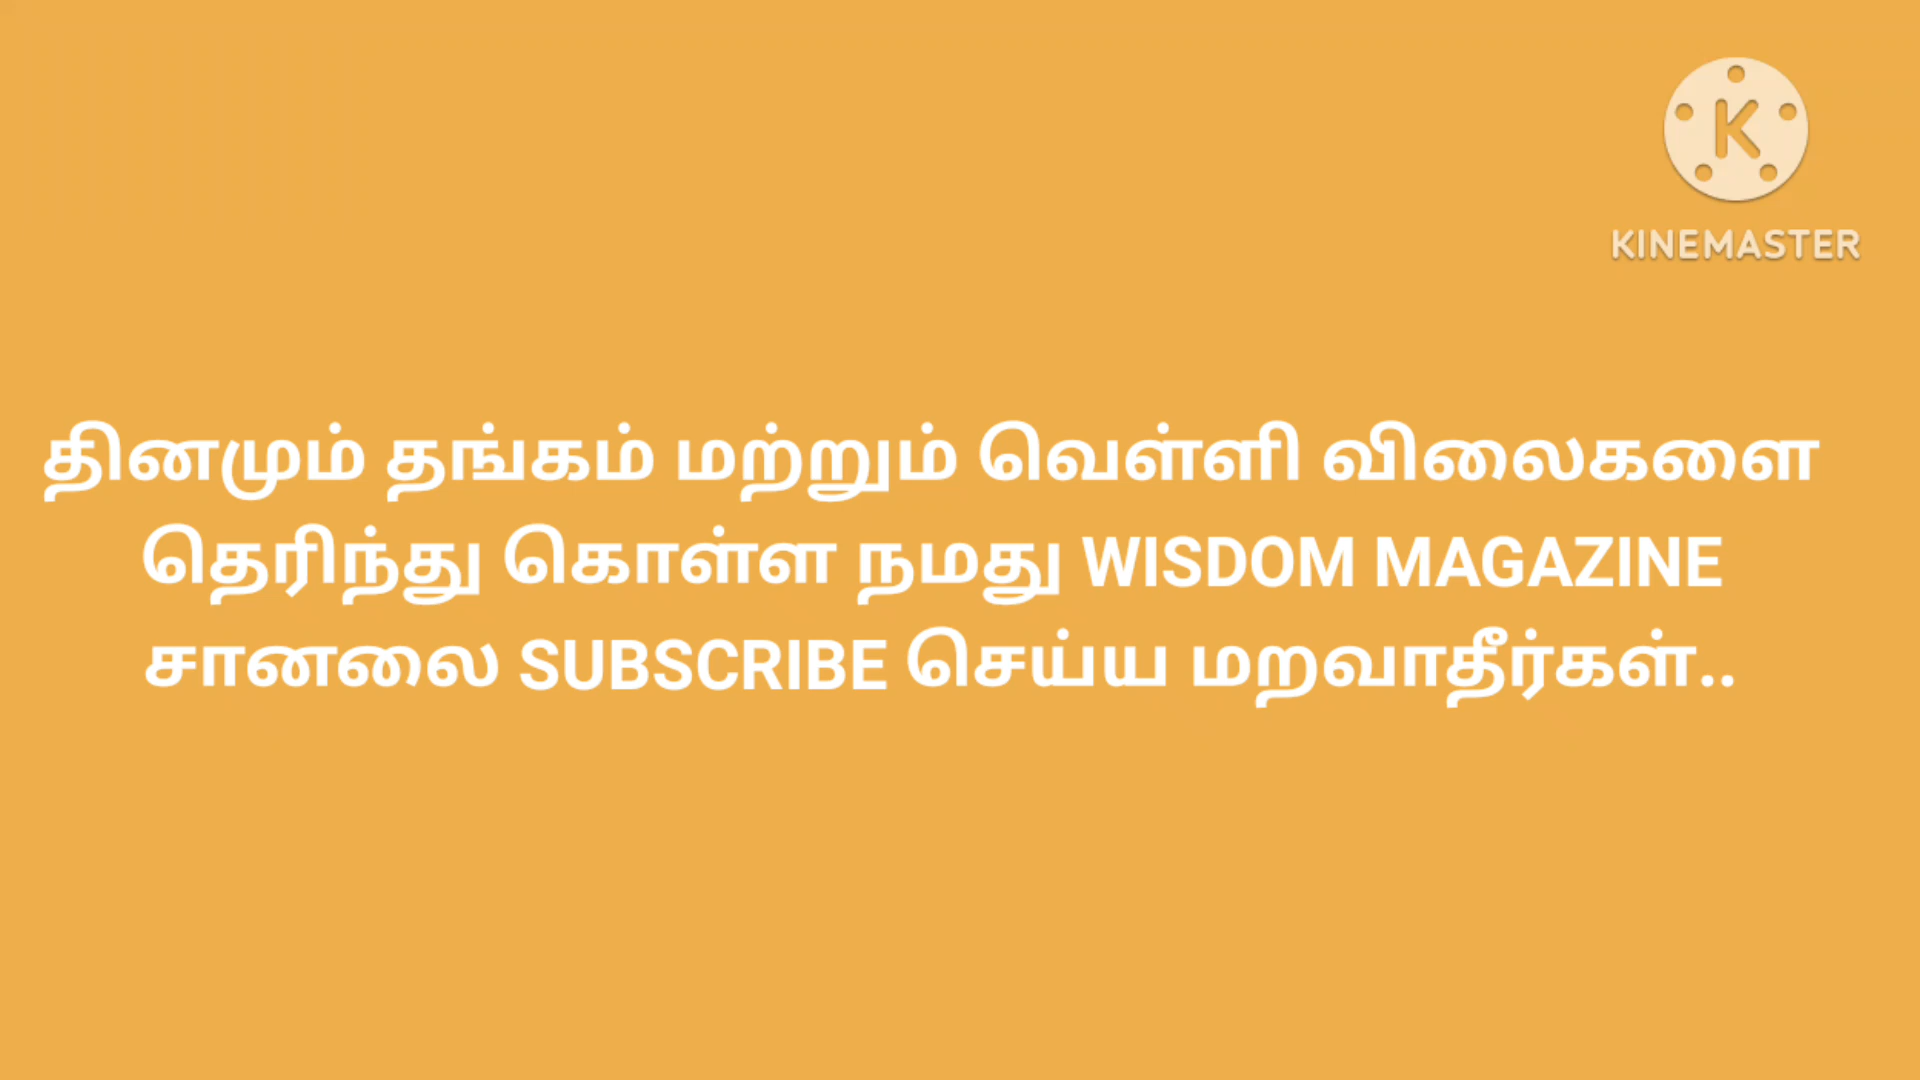 KINEMASTER
தினமும் தங்கம் மற்றும் வெள்ளி விலைகளை
தெரிந்து கொள்ள நமது WISDOM MAGAZINE
சானலை SUBSCRIBE செய்ய மறவாதீர்கள்..